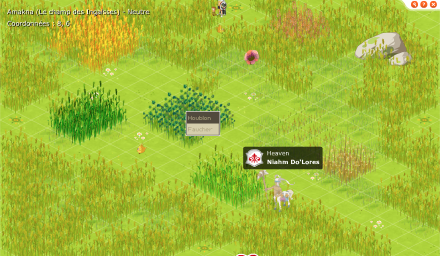 Amakna (Le champ des Ingalsses) - Neutre
Coordonnées : 8, 6
Houblon
Faucher
Heaven
Niahm Do'Lores